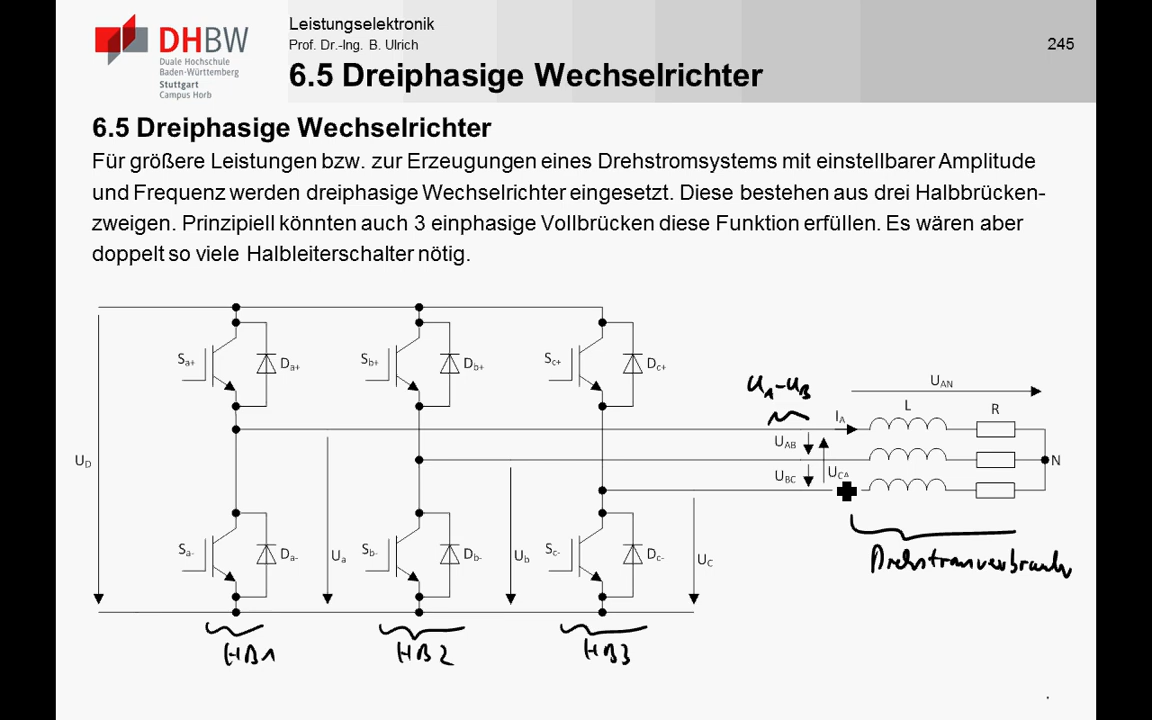 DHBW
Duale Hochschule
Baden-Württemberg
Stuttgart
Campus Horb
Leistungselektronik
Prof. Dr.-Ing. B. Ulrich
245
6.5 Dreiphasige Wechselrichter
6.5 Dreiphasige Wechselrichter
Für größere Leistungen bzw. zur Erzeugungen eines Drehstromsystems mit einstellbarer Amplitude
und Frequenz werden dreiphasige Wechselrichter eingesetzt. Diese bestehen aus drei Halbbrücken-
zweigen. Prinzipiell könnten auch 3 einphasige Vollbrücken diese Funktion erfüllen. Es wären aber
doppelt so viele Halbleiterschalter nötig.
Sa+ Da+ Sb+ Db+ Sc+ Dc+
UA-UB
UAN
IA L R
UD
UAB
UBC UCA
N
Sa- Da- Ua Sb- Db- Ub Sc- Dc- UC
Drehstromverbraucher
HB1 HB2 HB3